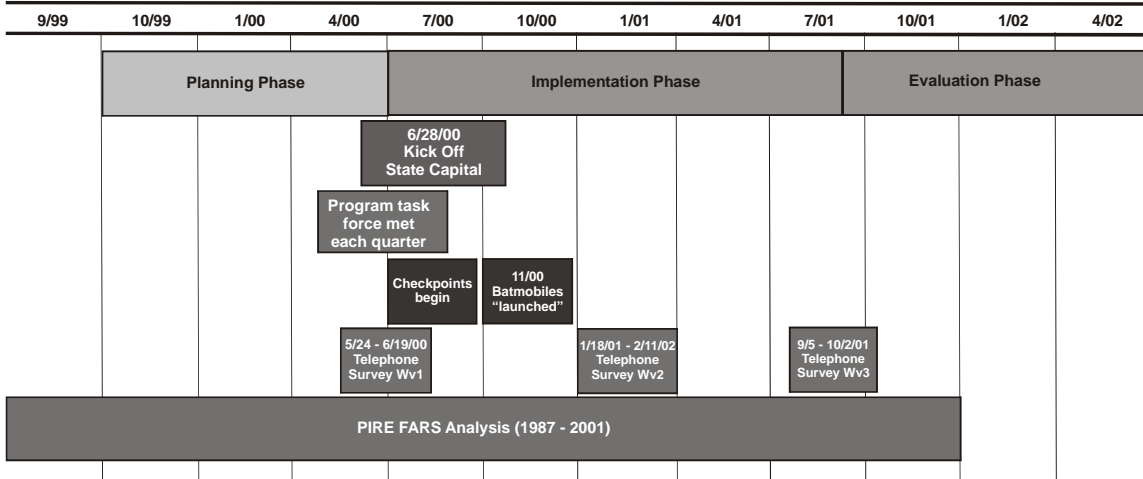 9/99 10/99 1/00 4/00 7/00 10/00 1/01 4/01 7/01 10/01 1/02 4/02
Planning Phase Implementation Phase Evaluation Phase
6/28/00
Kick Off
State Capital
Program task
force met
each quarter
Checkpoints
begin
11/00
Batmobiles
“launched”
5/24 - 6/19/00
Telephone
Survey Wv1
1/18/01 - 2/11/02
Telephone
Survey Wv2
9/5 - 10/2/01
Telephone
Survey Wv3
PIRE FARS Analysis (1987 - 2001)